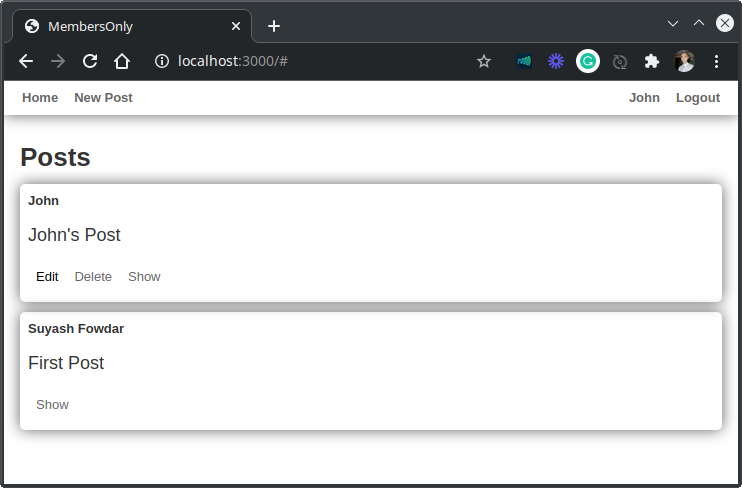 MembersOnly
localhost:3000/#
Home New Post John Logout
Posts
John
John's Post
Edit Delete Show
Suyash Fowdar
First Post
Show